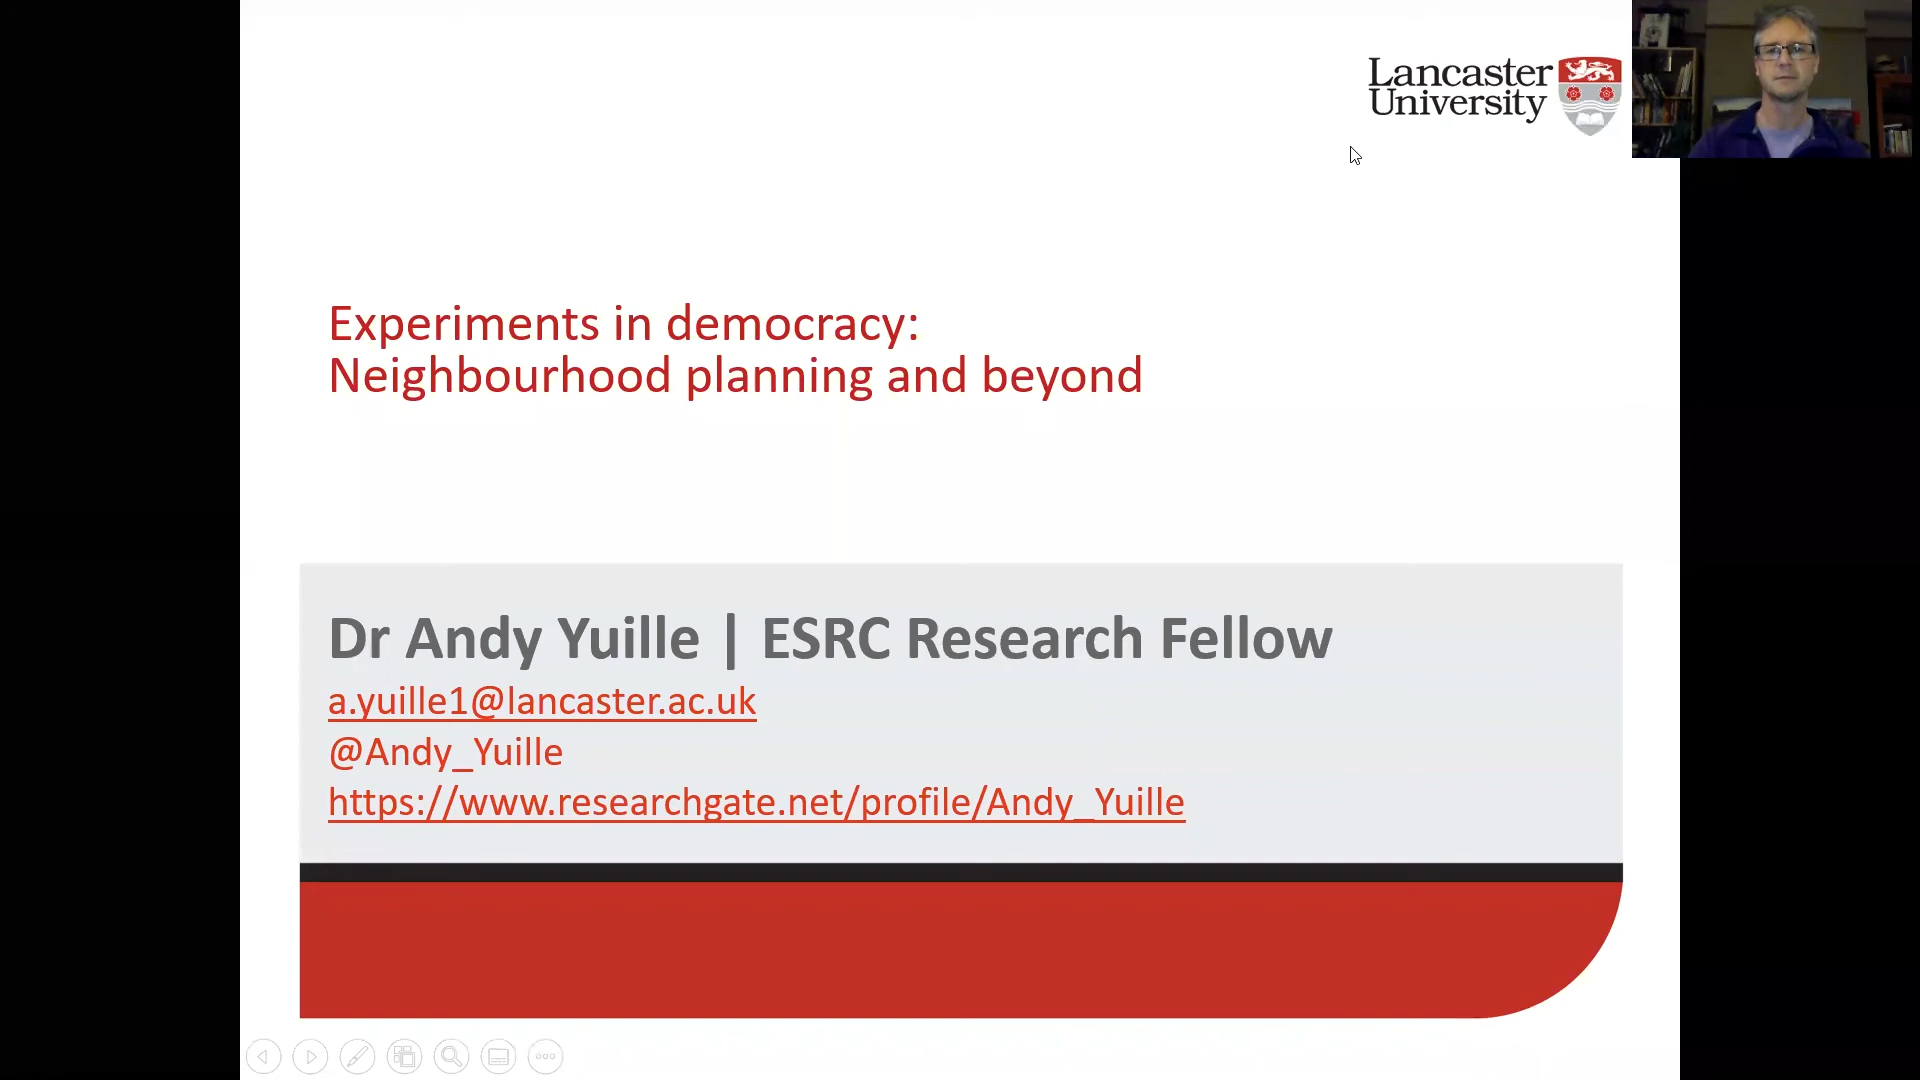 Lancaster
University
Experiments in democracy:
Neighbourhood planning and beyond
Dr Andy Yuille | ESRC Research Fellow
a.yuille1@lancaster.ac.uk
@Andy_Yuille
https://www.researchgate.net/profile/Andy_Yuille